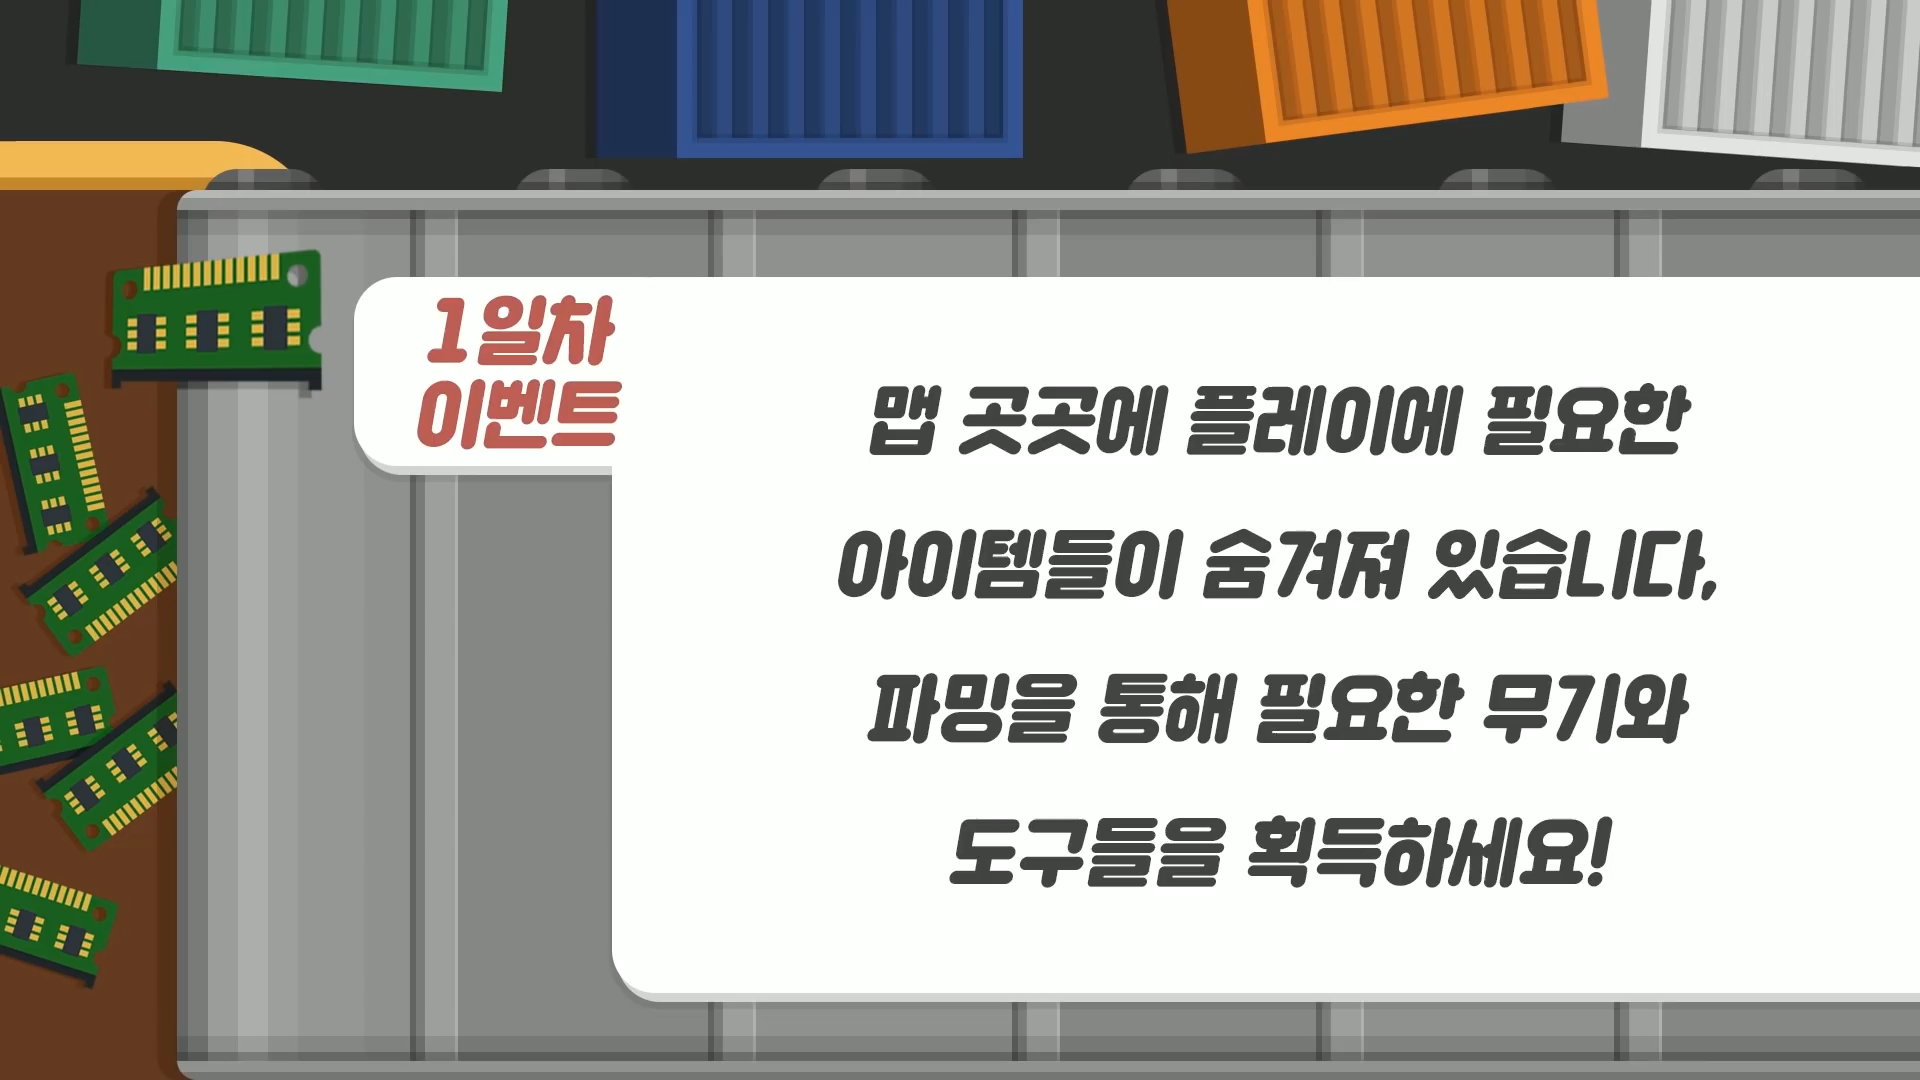 1일차
이벤트
맵 곳곳에 플레이에 필요한
아이템들이 숨겨져 있습니다,
파밍을 통해 필요한 무기와
도구들을 획득하세요!